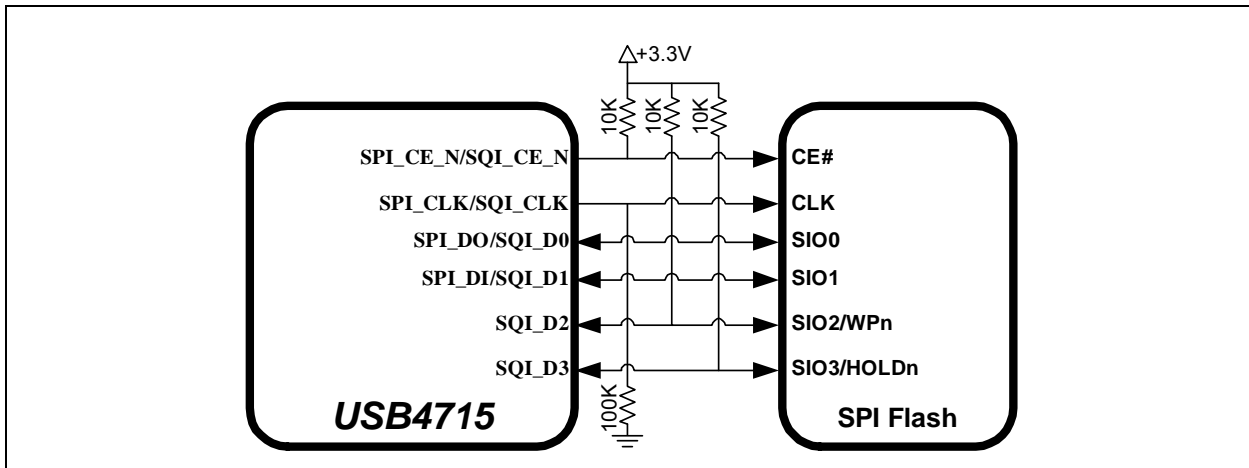 +3.3V
10K
10K
10K
SPI_CE_N/SQI_CE_N
CE#
SPI_CLK/SQI_CLK
CLK
SPI_DO/SQI_D0
SIO0
SPI_DI/SQI_D1
SIO1
SQI_D2
SIO2/WPn
SQI_D3
SIO3/HOLDn
100K
USB4715
SPI Flash